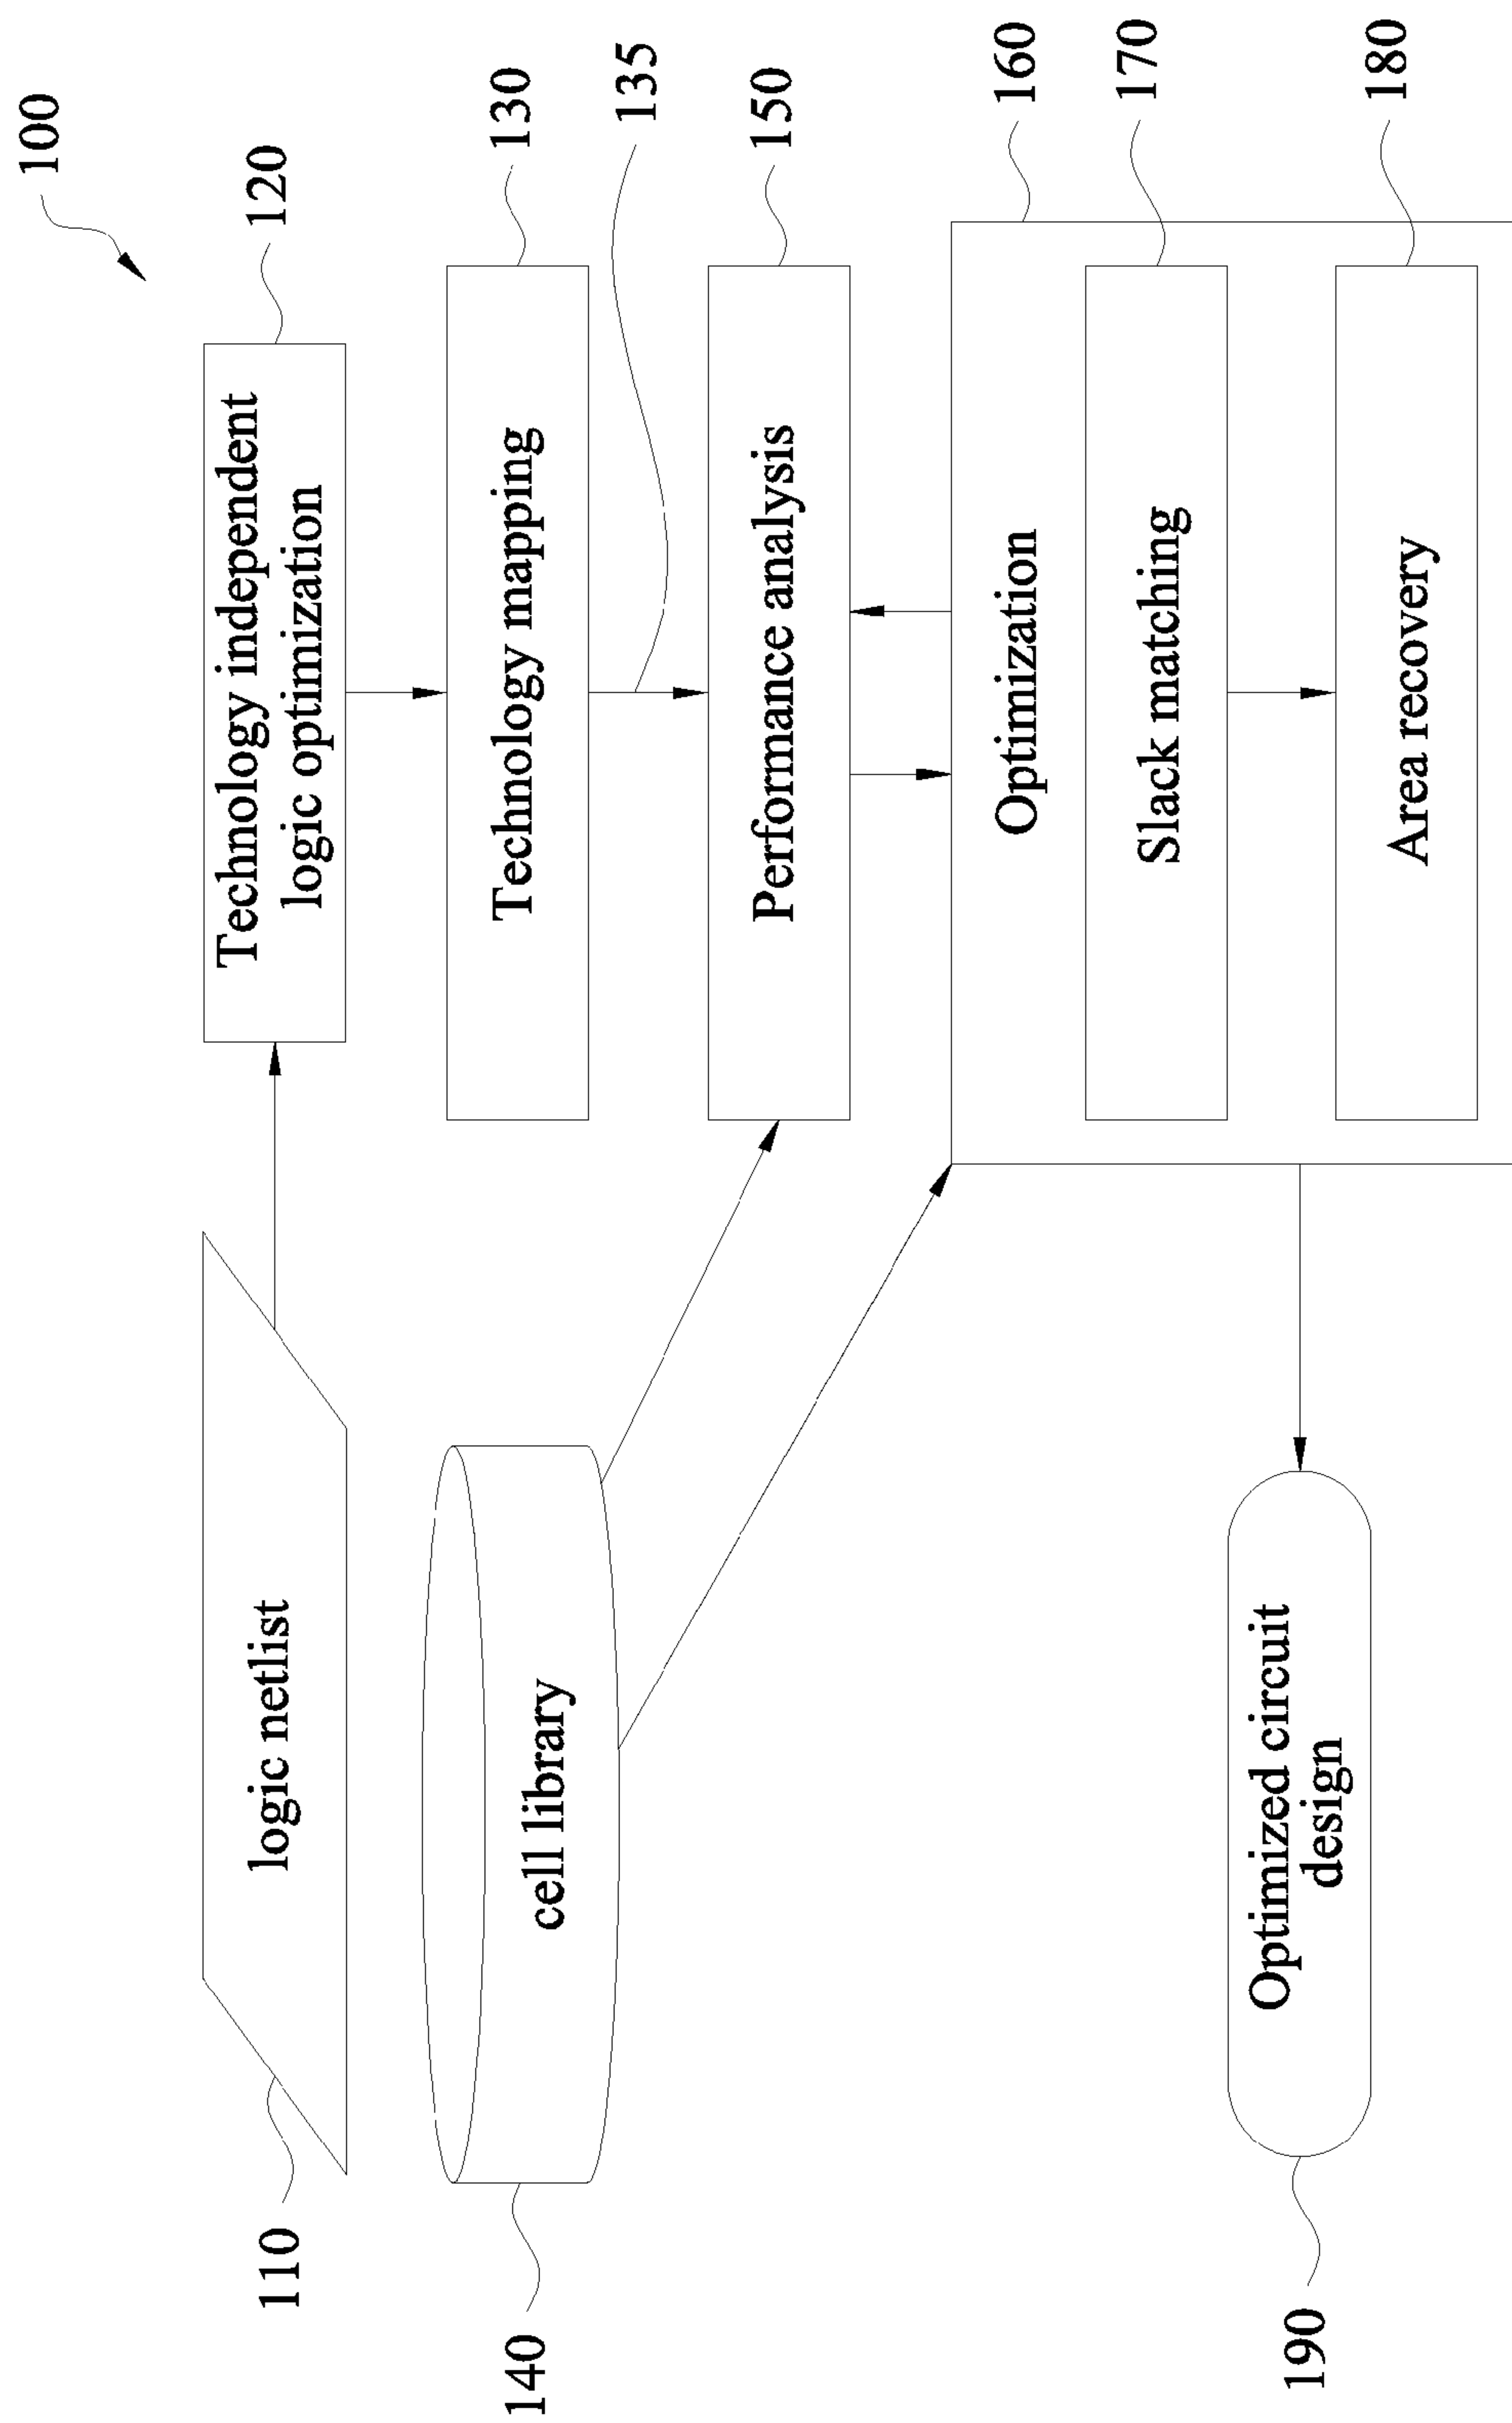 100
logic netlist
110
Technology independent
logic optimization
120
cell library
140
Technology mapping
130
135
Performance analysis
150
Optimization
160
Slack matching
170
Area recovery
180
Optimized circuit
design
190